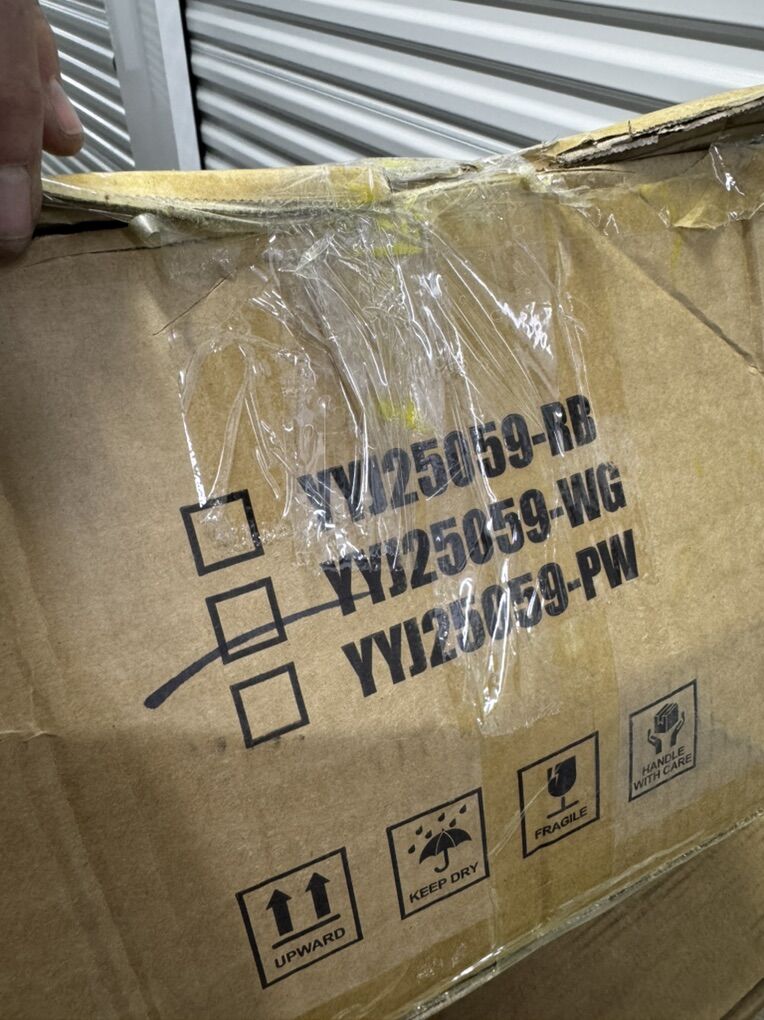 YYJ25059-RB
YYJ25059-WG
YYJ25059-PW
UPWARD
KEEP DRY
FRAGILE
HANDLE
WITH CARE